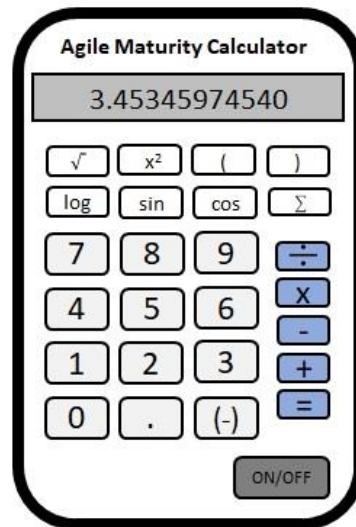 Agile Maturity Calculator
3.45345974540
√ x² ( )
log sin cos Σ
7 8 9 ÷
4 5 6 x
-
1 2 3 +
0 . (-) =
ON/OFF